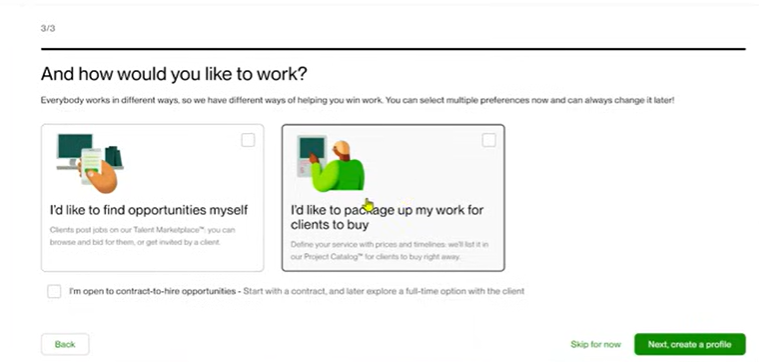 3/3
And how would you like to work?
Everybody works in different ways, so we have different ways of helping you win work. You can select multiple preferences now and can always change it later!
I'd like to find opportunities myself
Clients post jobs on our Talent Marketplace™; you can
browse and bid for them, or get invited by a client.
I'd like to package up my work for
clients to buy
Define your service with prices and timelines; we'll list it in
our Project Catalog™ for clients to buy right away.
I'm open to contract-to-hire opportunities - Start with a contract, and later explore a full-time option with the client
Back
Skip for now
Next, create a profile